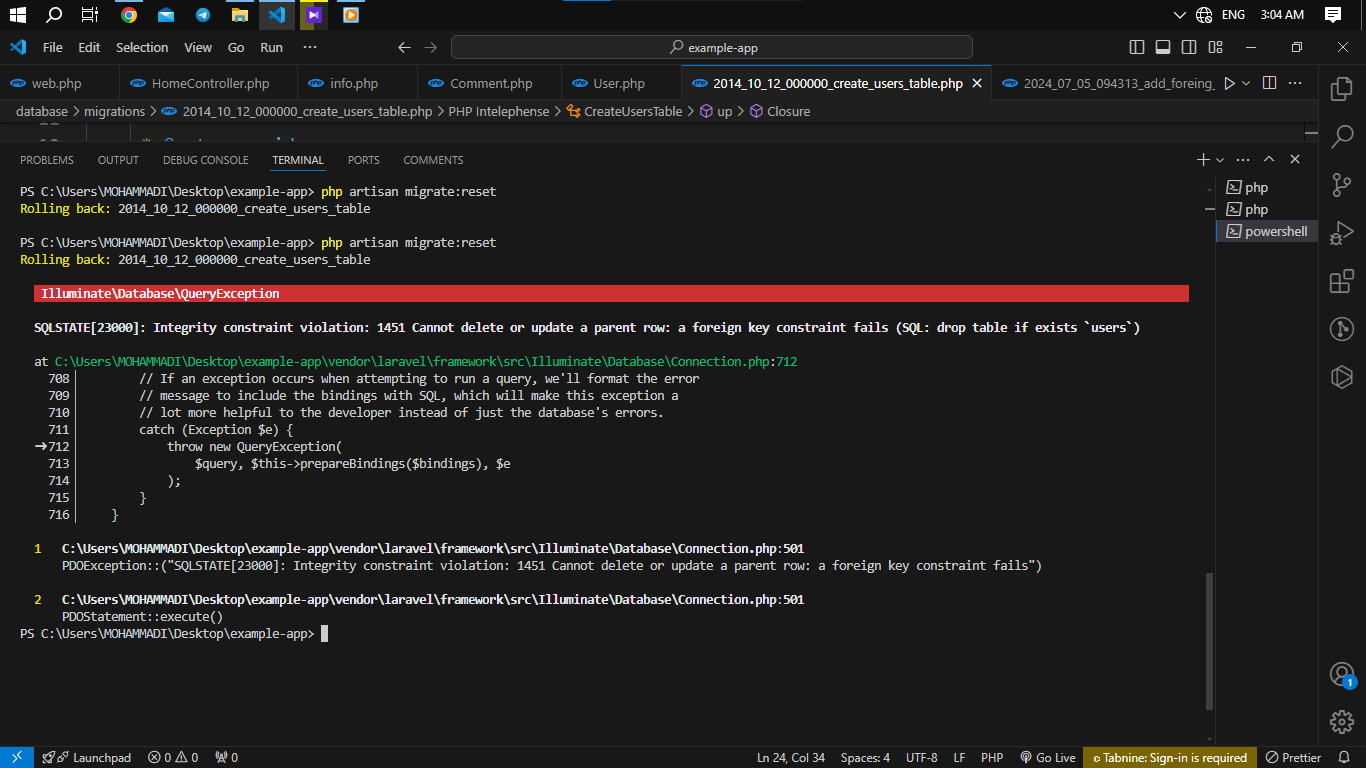 ENG
3:04 AM
File Edit Selection View Go Run ···
example-app
web.php
HomeController.php
info.php
Comment.php
User.php
2014_10_12_000000_create_users_table.php
2024_07_05_094313_add_foreing_
database > migrations > 2014_10_12_000000_create_users_table.php > PHP Intelephense > CreateUsersTable > up > Closure
PROBLEMS OUTPUT DEBUG CONSOLE TERMINAL PORTS COMMENTS
php
php
powershell
PS C:\Users\MOHAMMADI\Desktop\example-app> php artisan migrate:reset
Rolling back: 2014_10_12_000000_create_users_table
PS C:\Users\MOHAMMADI\Desktop\example-app> php artisan migrate:reset
Rolling back: 2014_10_12_000000_create_users_table
Illuminate\Database\QueryException
SQLSTATE[23000]: Integrity constraint violation: 1451 Cannot delete or update a parent row: a foreign key constraint fails (SQL: drop table if exists `users`)
at C:\Users\MOHAMMADI\Desktop\example-app\vendor\laravel\framework\src\Illuminate\Database\Connection.php:712
708 // If an exception occurs when attempting to run a query, we'll format the error
709 // message to include the bindings with SQL, which will make this exception a
710 // lot more helpful to the developer instead of just the database's errors.
711 catch (Exception $e) {
→712 throw new QueryException(
713 $query, $this->prepareBindings($bindings), $e
714 );
715 }
716 }
1 C:\Users\MOHAMMADI\Desktop\example-app\vendor\laravel\framework\src\Illuminate\Database\Connection.php:501
PDOException::("SQLSTATE[23000]: Integrity constraint violation: 1451 Cannot delete or update a parent row: a foreign key constraint fails")
2 C:\Users\MOHAMMADI\Desktop\example-app\vendor\laravel\framework\src\Illuminate\Database\Connection.php:501
PDOStatement::execute()
PS C:\Users\MOHAMMADI\Desktop\example-app>
1
Launchpad 0 0 0 Ln 24, Col 34 Spaces: 4 UTF-8 LF PHP Go Live Tabnine: Sign-in is required Prettier